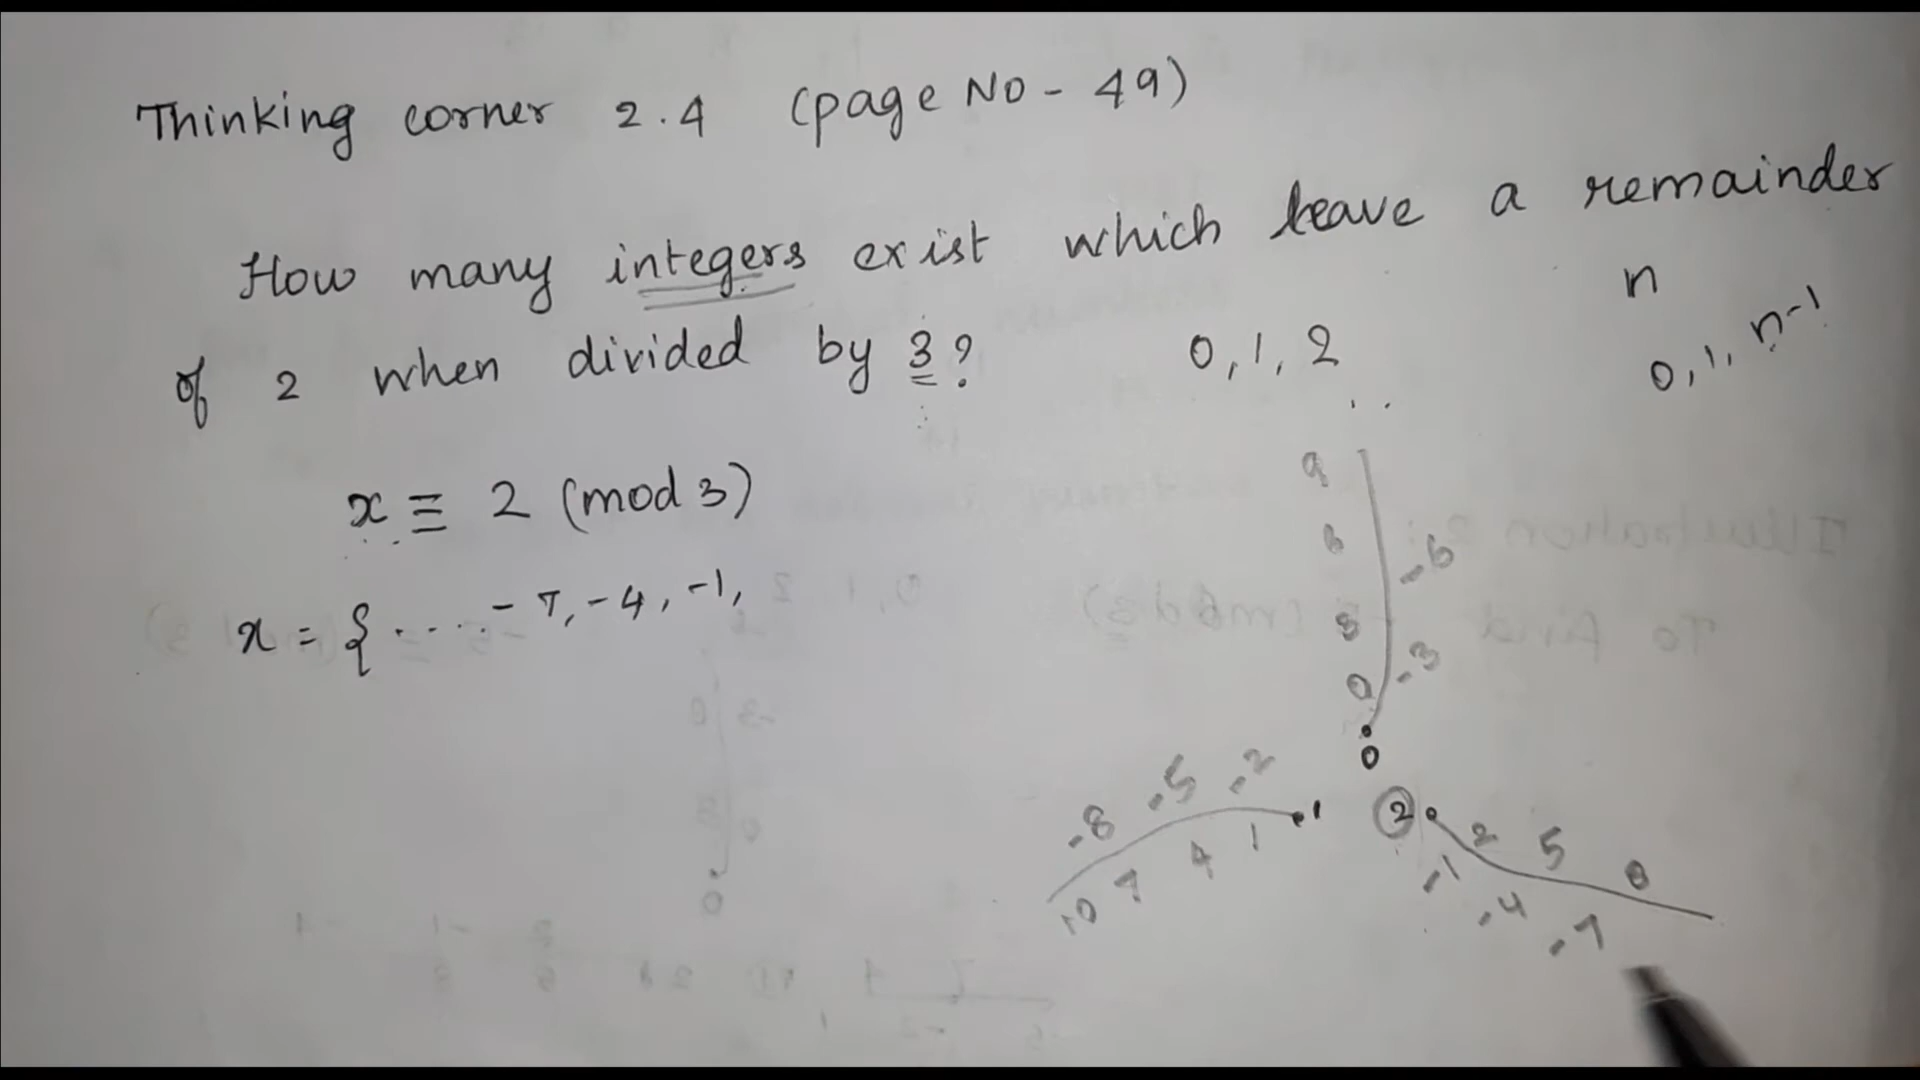 Thinking corner 2.4 (page No - 49)
How many integers exist which leave a remainder
of 2 when divided by 3?
0, 1, 2
n
0, 1, n-1
x ≡ 2 (mod 3)
x = { .... -7, -4, -1,
9
6 -6
3 -3
0
0
-8 -5 -2
10 7 4 1
1
2
2 5 8
-1 -4 -7